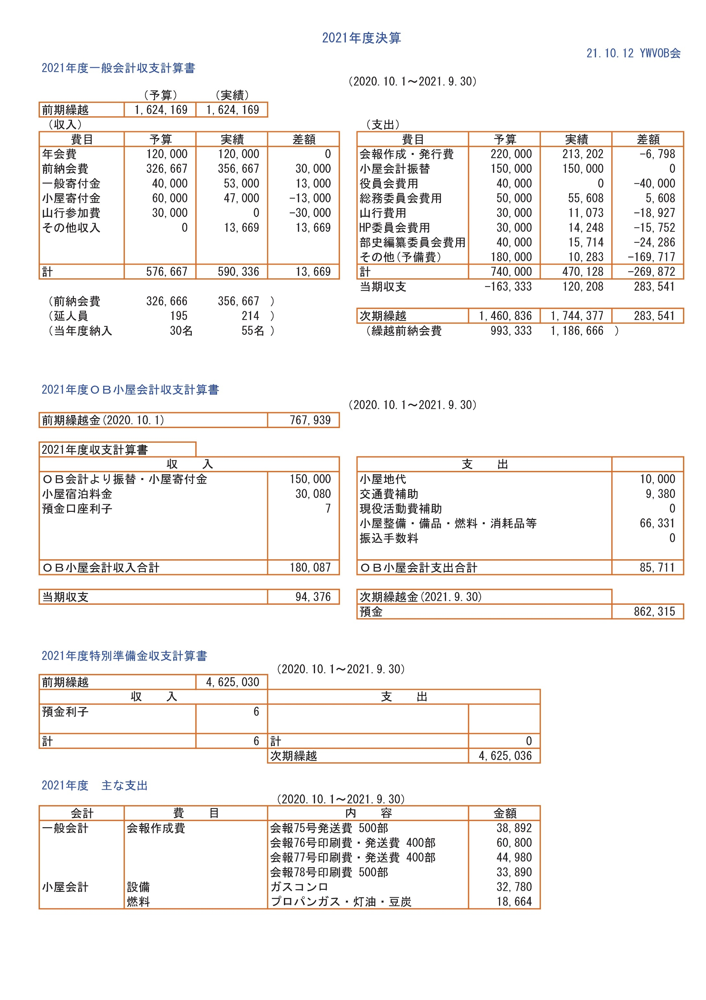 2021年度決算
21.10.12 YWVOB会
2021年度一般会計収支計算書
（2020.10.1～2021.9.30）
（予算） （実績）
前期繰越 1,624,169 1,624,169
（収入） （支出）
費目 予算 実績 差額 費目 予算 実績 差額
年会費 120,000 120,000 0 会報作成・発行費 220,000 213,202 -6,798
前納会費 326,667 356,667 30,000 小屋会計振替 150,000 150,000 0
一般寄付金 40,000 53,000 13,000 役員会費用 40,000 0 -40,000
小屋寄付金 60,000 47,000 -13,000 総務委員会費用 50,000 55,608 5,608
山行参加費 30,000 0 -30,000 山行費用 30,000 11,073 -18,927
その他収入 0 13,669 13,669 HP委員会費用 30,000 14,248 -15,752
部史編纂委員会費用 40,000 15,714 -24,286
その他(予備費) 180,000 10,283 -169,717
計 576,667 590,336 13,669 計 740,000 470,128 -269,872
当期収支 -163,333 120,208 283,541
（前納会費 326,666 356,667 ）
（延人員 195 214 ） 次期繰越 1,460,836 1,744,377 283,541
（当年度納入 30名 55名 ） （繰越前納会費 993,333 1,186,666 ）
2021年度ＯＢ小屋会計収支計算書
（2020.10.1～2021.9.30）
前期繰越金(2020.10.1) 767,939
2021年度収支計算書
収　　入 支　　出
ＯＢ会計より振替・小屋寄付金 150,000 小屋地代 10,000
小屋宿泊料金 30,080 交通費補助 9,380
預金口座利子 7 現役活動費補助 0
小屋整備・備品・燃料・消耗品等 66,331
振込手数料 0
ＯＢ小屋会計収入合計 180,087 ＯＢ小屋会計支出合計 85,711
当期収支 94,376 次期繰越金(2021.9.30)
預金 862,315
2021年度特別準備金収支計算書
（2020.10.1～2021.9.30）
前期繰越 4,625,030
収　　入 支　　出
預金利子 6
計 6 計 0
次期繰越 4,625,036
2021年度　主な支出
（2020.10.1～2021.9.30）
会計 費　　目 内　　容 金額
一般会計 会報作成費 会報75号発送費 500部 38,892
会報76号印刷費・発送費 400部 60,800
会報77号印刷費・発送費 400部 44,980
会報78号印刷費 500部 33,890
小屋会計 設備 ガスコンロ 32,780
燃料 プロパンガス・灯油・豆炭 18,664